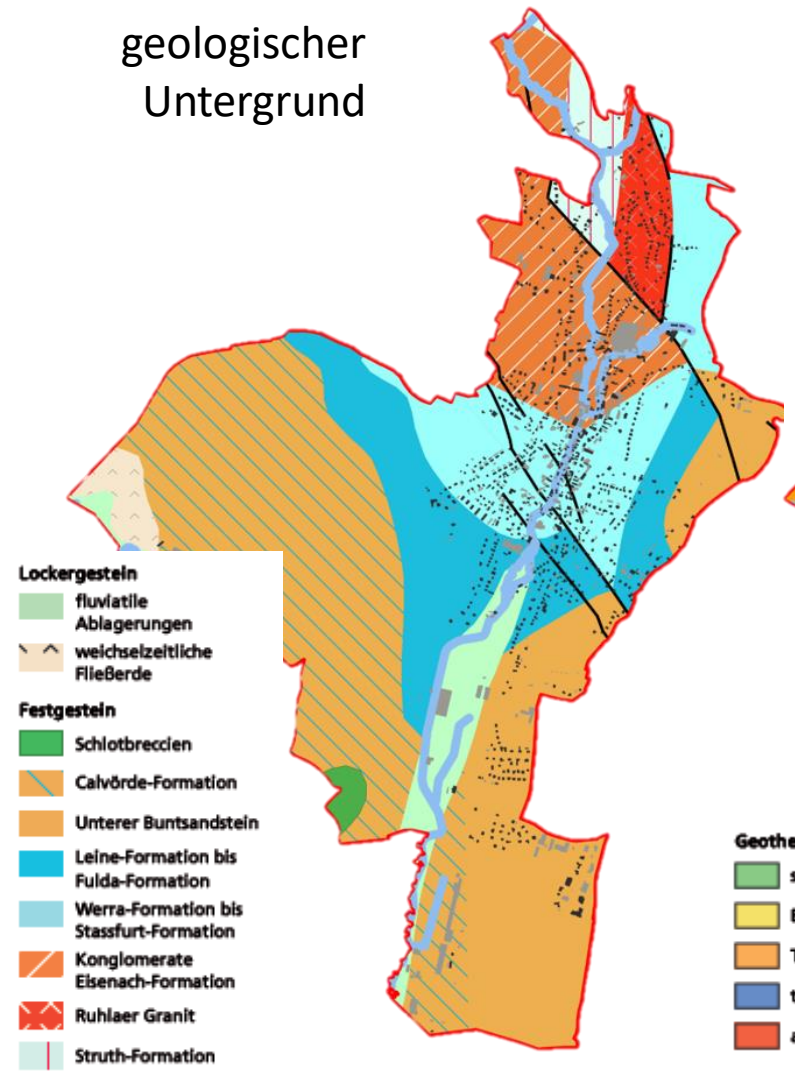 geologischer
Untergrund
Lockergestein
fluviatile
Ablagerungen
weichselzeitliche
Fließerde
Festgestein
Schlotbreccien
Calvörde-Formation
Unterer Buntsandstein
Leine-Formation bis
Fulda-Formation
Werra-Formation bis
Stassfurt-Formation
Konglomerate
Eisenach-Formation
Ruhlaer Granit
Struth-Formation
Geothe
s
E
T
t